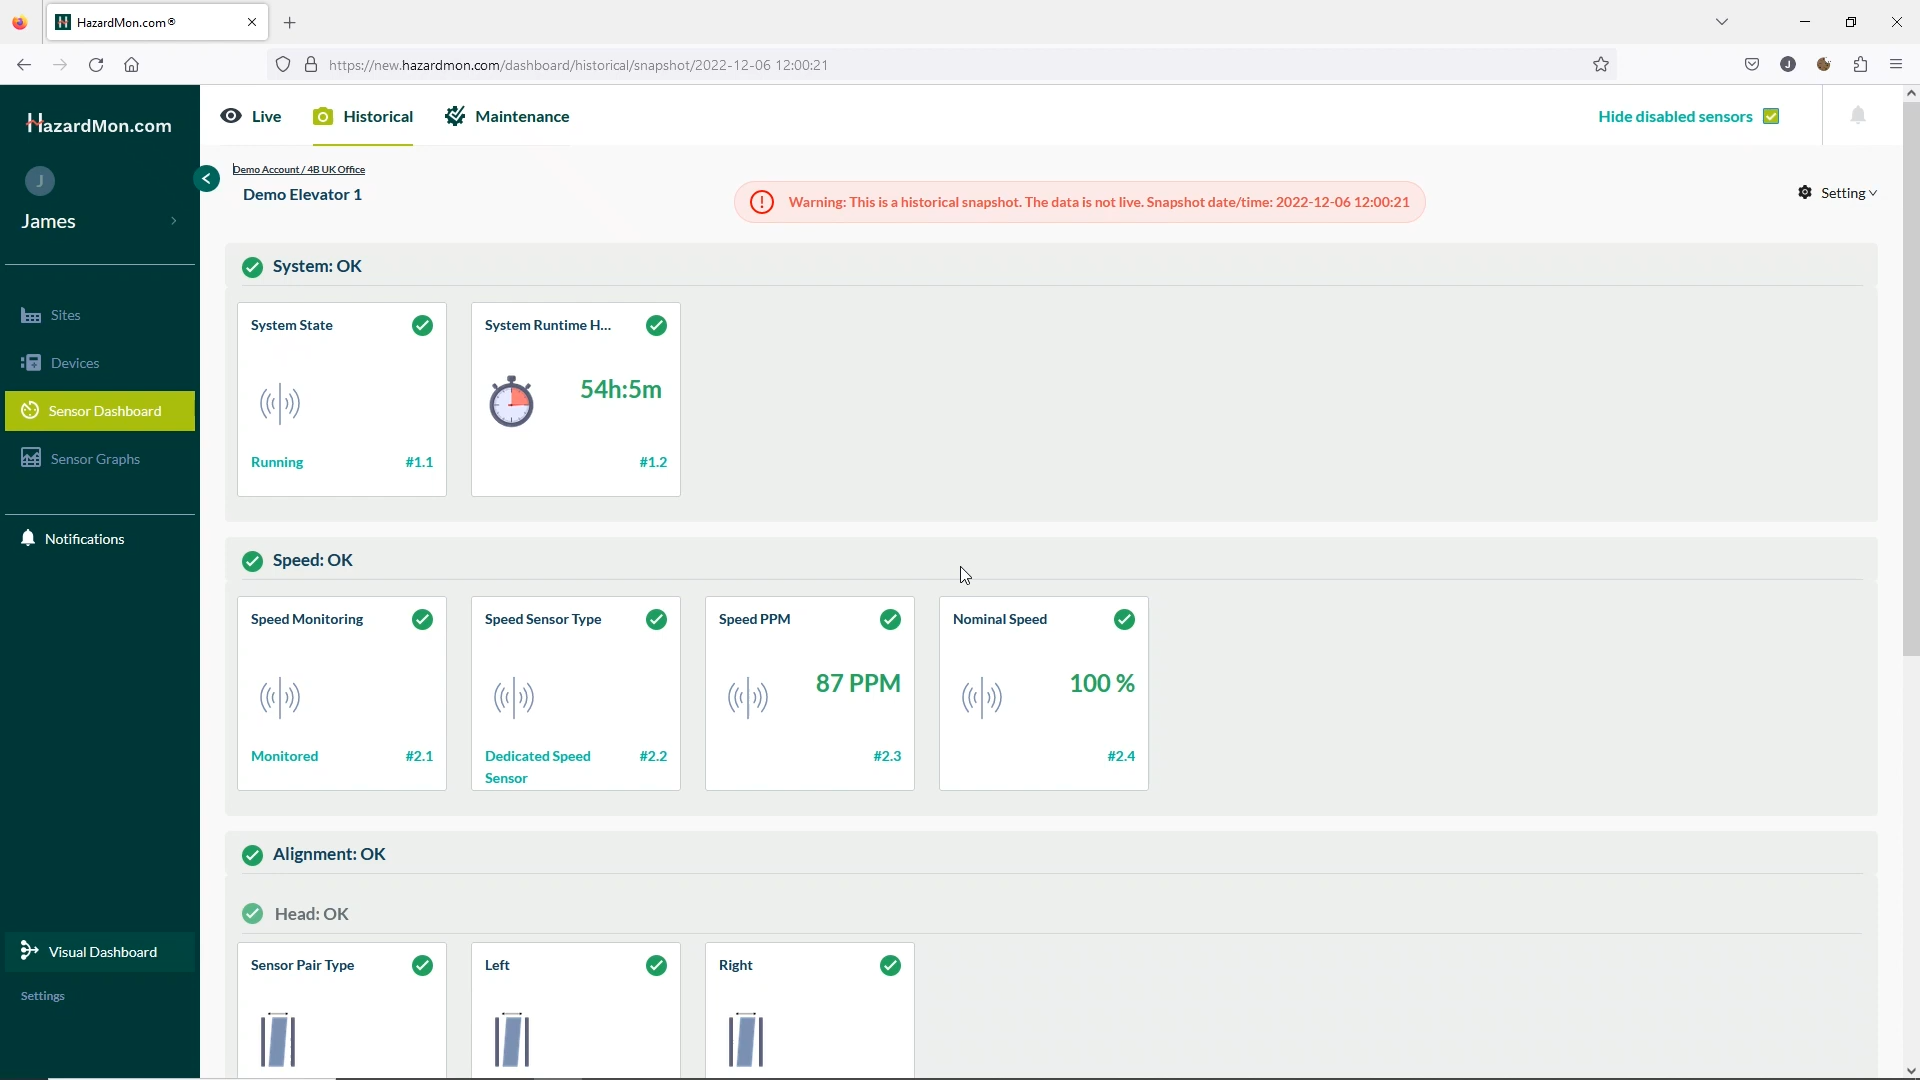 HazardMon.com®
https://new.hazardmon.com/dashboard/historical/snapshot/2022-12-06 12:00:21
J
HazardMon.com
Live
Historical
Maintenance
Hide disabled sensors
Demo Account / 4B UK Office
Demo Elevator 1
Warning: This is a historical snapshot. The data is not live. Snapshot date/time: 2022-12-06 12:00:21
Setting
J
James
Sites
Devices
Sensor Dashboard
Sensor Graphs
Notifications
Visual Dashboard
Settings
System: OK
System State
Running
#1.1
System Runtime H...
54h:5m
#1.2
Speed: OK
Speed Monitoring
Monitored
#2.1
Speed Sensor Type
Dedicated Speed
Sensor
#2.2
Speed PPM
87 PPM
#2.3
Nominal Speed
100 %
#2.4
Alignment: OK
Head: OK
Sensor Pair Type
Left
Right